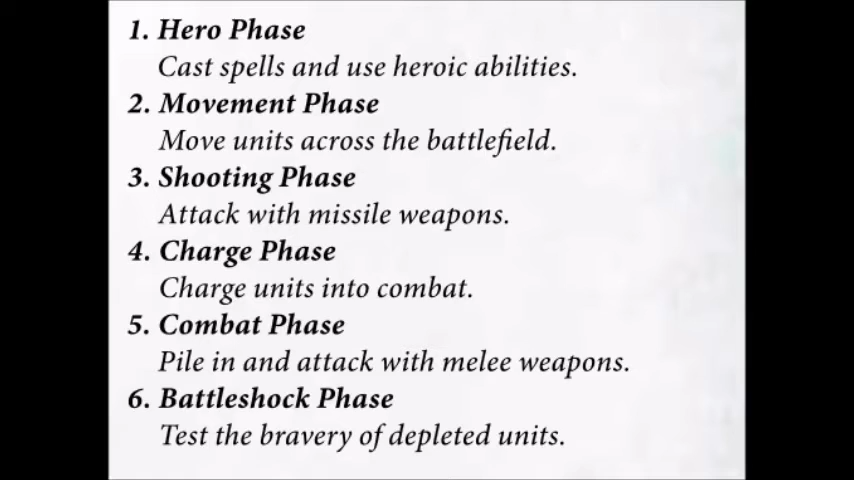 1. Hero Phase
Cast spells and use heroic abilities.
2. Movement Phase
Move units across the battlefield.
3. Shooting Phase
Attack with missile weapons.
4. Charge Phase
Charge units into combat.
5. Combat Phase
Pile in and attack with melee weapons.
6. Battleshock Phase
Test the bravery of depleted units.